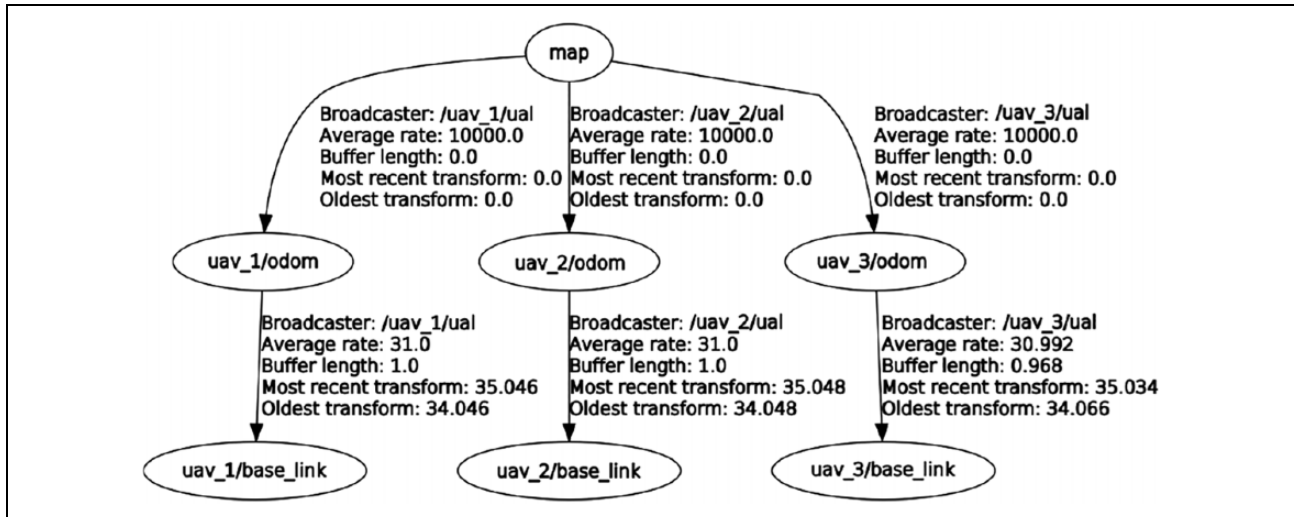 map
Broadcaster: /uav_1/ual
Average rate: 10000.0
Buffer length: 0.0
Most recent transform: 0.0
Oldest transform: 0.0
Broadcaster: /uav_2/ual
Average rate: 10000.0
Buffer length: 0.0
Most recent transform: 0.0
Oldest transform: 0.0
Broadcaster: /uav_3/ual
Average rate: 10000.0
Buffer length: 0.0
Most recent transform: 0.0
Oldest transform: 0.0
uav_1/odom
uav_2/odom
uav_3/odom
Broadcaster: /uav_1/ual
Average rate: 31.0
Buffer length: 1.0
Most recent transform: 35.046
Oldest transform: 34.046
Broadcaster: /uav_2/ual
Average rate: 31.0
Buffer length: 1.0
Most recent transform: 35.048
Oldest transform: 34.048
Broadcaster: /uav_3/ual
Average rate: 30.992
Buffer length: 0.968
Most recent transform: 35.034
Oldest transform: 34.066
uav_1/base_link
uav_2/base_link
uav_3/base_link